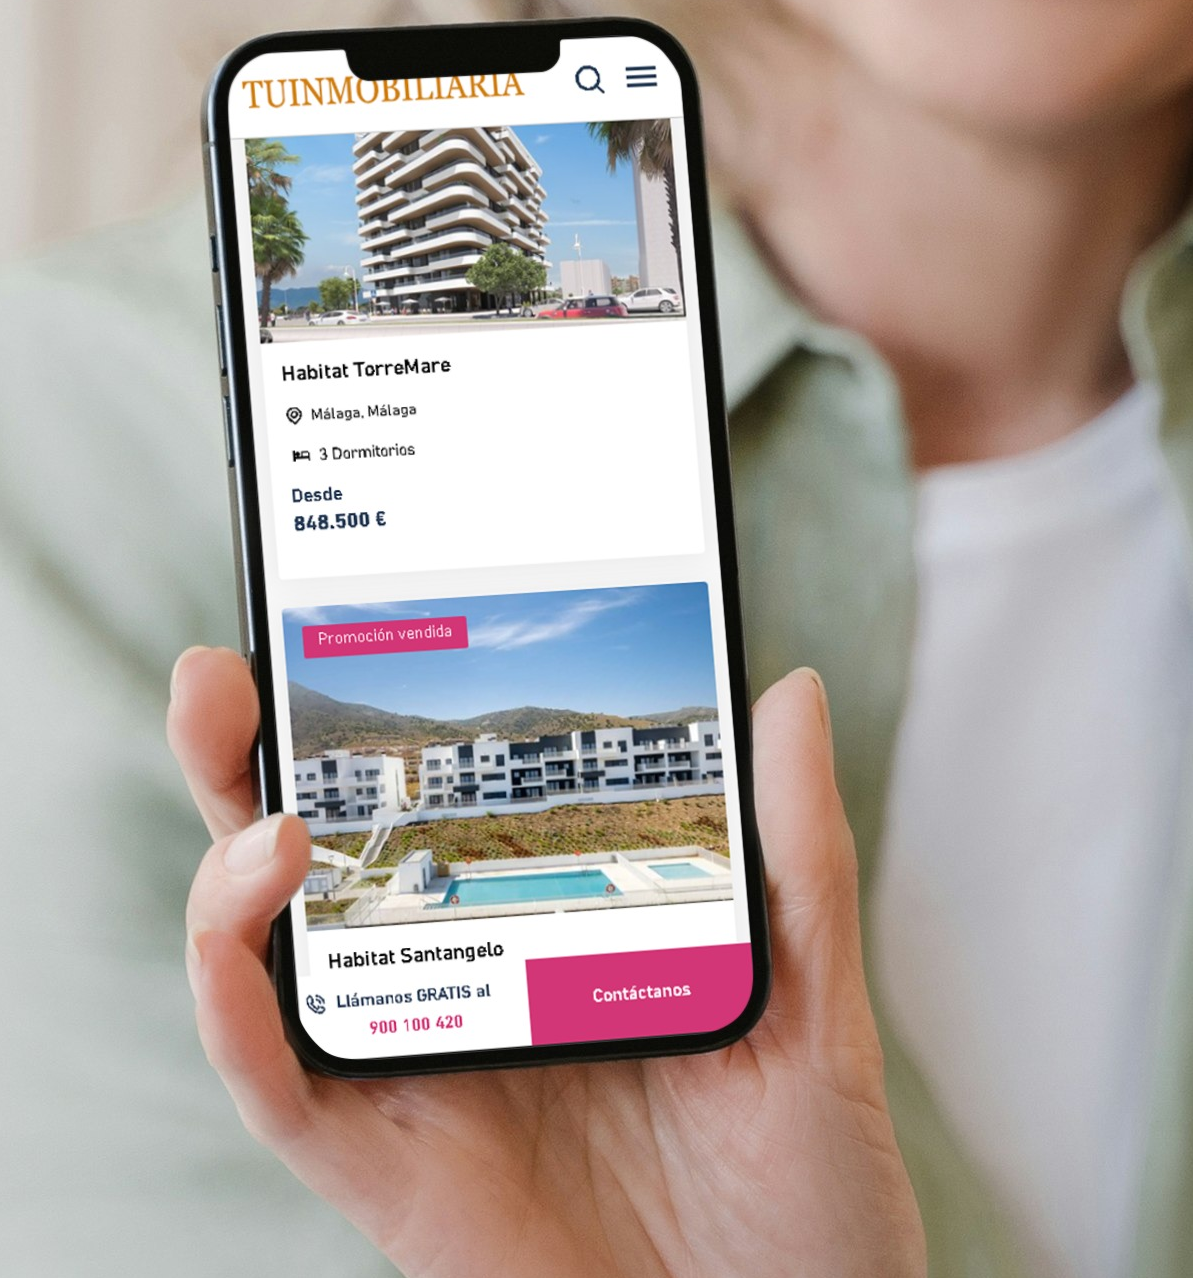 TUINMOBILIARIA
Habitat TorreMare
Málaga, Málaga
3 Dormitorios
Desde
848.500 €
Promoción vendida
Habitat Santangelo
Llámanos GRATIS al
900 100 420
Contáctanos